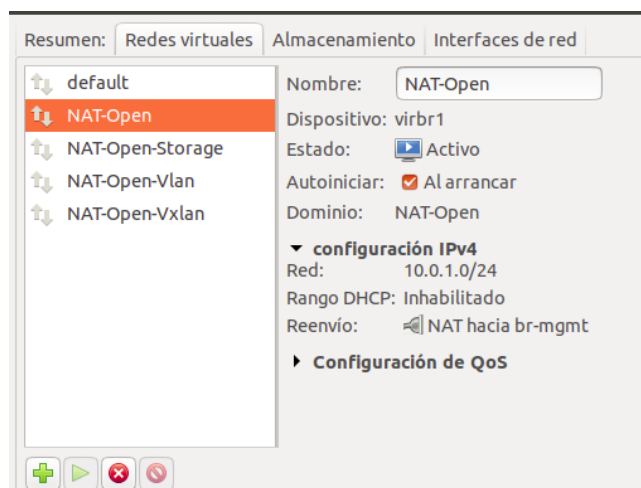 Resumen: Redes virtuales Almacenamiento Interfaces de red
default
NAT-Open
NAT-Open-Storage
NAT-Open-Vlan
NAT-Open-Vxlan
Nombre: NAT-Open
Dispositivo: virbr1
Estado: Activo
Autoiniciar: Al arrancar
Dominio: NAT-Open
configuración IPv4
Red: 10.0.1.0/24
Rango DHCP: Inhabilitado
Reenvío: NAT hacia br-mgmt
Configuración de QoS